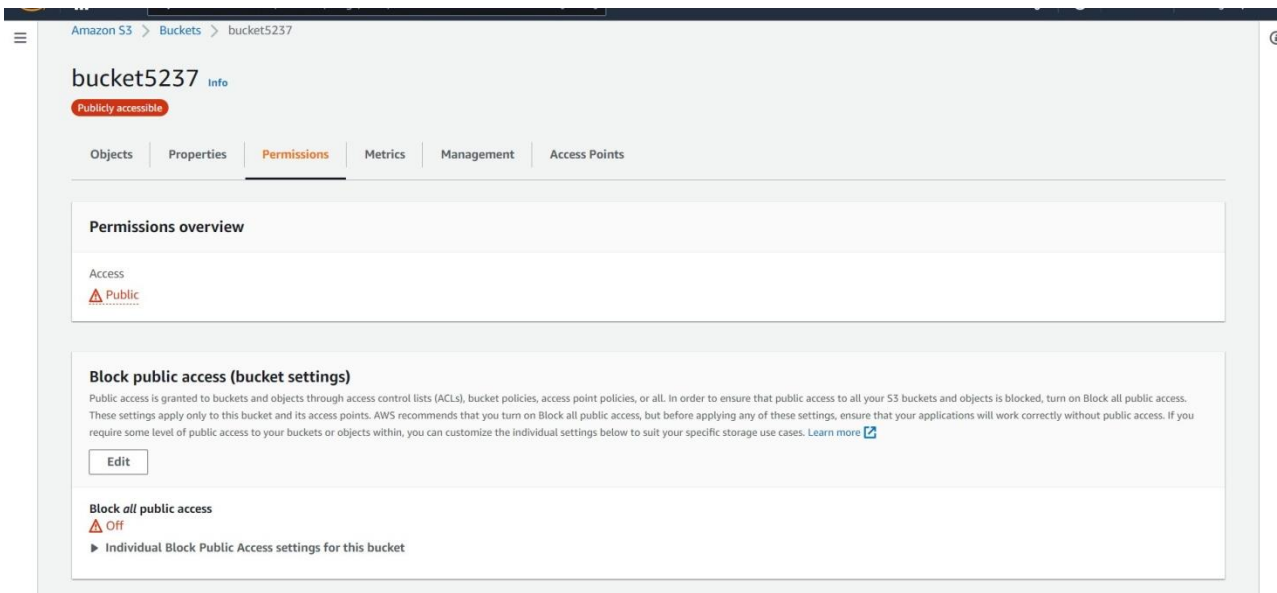 Amazon S3 > Buckets > bucket5237
bucket5237 Info
Publicly accessible
Objects Properties Permissions Metrics Management Access Points
Permissions overview
Access
Public
Block public access (bucket settings)
Public access is granted to buckets and objects through access control lists (ACLs), bucket policies, access point policies, or all. In order to ensure that public access to all your S3 buckets and objects is blocked, turn on Block all public access.
These settings apply only to this bucket and its access points. AWS recommends that you turn on Block all public access, but before applying any of these settings, ensure that your applications will work correctly without public access. If you
require some level of public access to your buckets or objects within, you can customize the individual settings below to suit your specific storage use cases. Learn more
Edit
Block all public access
Off
Individual Block Public Access settings for this bucket